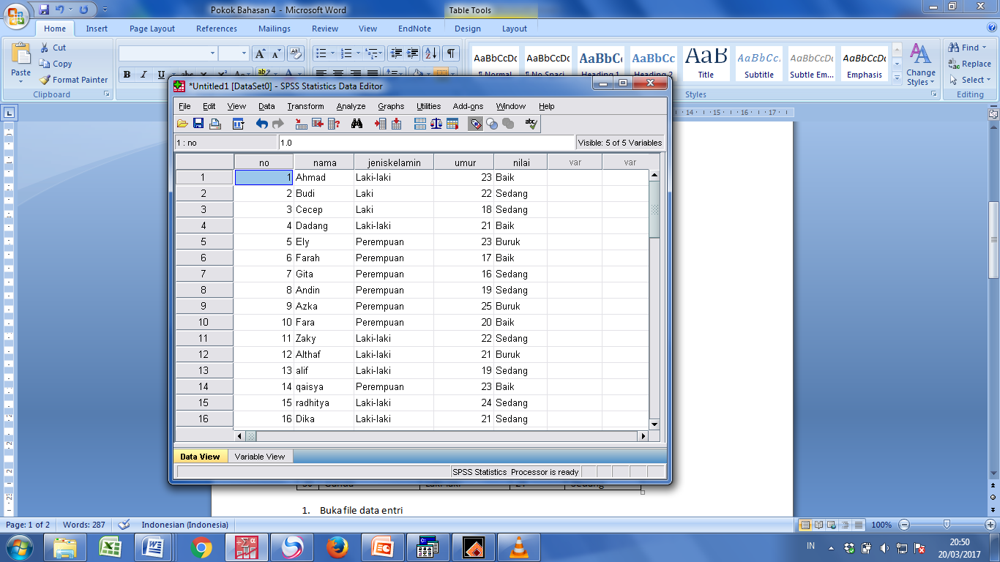 Pokok Bahasan 4 - Microsoft Word
Table Tools
Home Insert Page Layout References Mailings Review View EndNote Design Layout
Paste
Cut
Copy
Format Painter
Clipboard
B I U abc
AaBbCcDc AaBbCcDc AaBbCc AaBbCc AaB AaBbCc. AaBbCcDc AaBbCcDc
¶ Normal ¶ No Spaci... Heading 1 Heading 2 Title Subtitle Subtle Em... Emphasis
Change Styles
Styles
Find
Replace
Select
Editing
14 15 16 17
*Untitled1 [DataSet0] - SPSS Statistics Data Editor
File Edit View Data Transform Analyze Graphs Utilities Add-ons Window Help
1 : no 1.0 Visible: 5 of 5 Variables
no nama jeniskelamin umur nilai var var
1 1 Ahmad Laki-laki 23 Baik
2 2 Budi Laki 22 Sedang
3 3 Cecep Laki 18 Sedang
4 4 Dadang Laki-laki 21 Baik
5 5 Ely Perempuan 23 Buruk
6 6 Farah Perempuan 17 Baik
7 7 Gita Perempuan 16 Sedang
8 8 Andin Perempuan 19 Sedang
9 9 Azka Perempuan 25 Buruk
10 10 Fara Perempuan 20 Baik
11 11 Zaky Laki-laki 22 Sedang
12 12 Althaf Laki-laki 21 Buruk
13 13 alif Laki-laki 19 Sedang
14 14 qaisya Perempuan 23 Baik
15 15 radhitya Laki-laki 24 Sedang
16 16 Dika Laki-laki 21 Sedang
Data View Variable View
SPSS Statistics Processor is ready
1. Buka file data entri
Page: 1 of 2 Words: 287 Indonesian (Indonesia) 100%
IN 20:50
20/03/2017